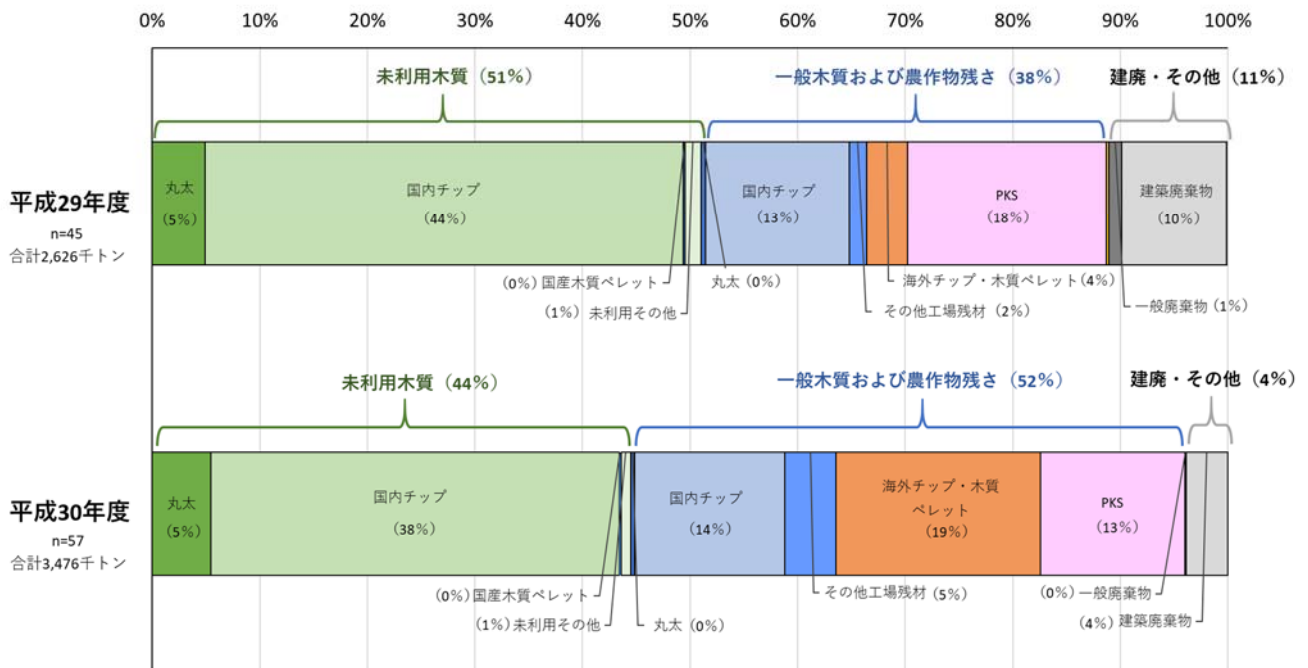 0% 10% 20% 30% 40% 50% 60% 70% 80% 90% 100%
未利用木質（51%） 一般木質および農作物残さ（38%） 建廃・その他（11%）
平成29年度
n=45
合計2,626千トン
丸太
（5%）
国内チップ
（44%）
国内チップ
（13%）
PKS
（18%）
建築廃棄物
（10%）
(0%) 国産木質ペレット
(1%) 未利用その他
丸太 (0%)
海外チップ・木質ペレット(4%)
その他工場残材（2%）
一般廃棄物 (1%)
未利用木質（44%） 一般木質および農作物残さ（52%） 建廃・その他（4%）
平成30年度
n=57
合計3,476千トン
丸太
（5%）
国内チップ
（38%）
国内チップ
（14%）
海外チップ・木質
ペレット
（19%）
PKS
（13%）
(0%) 国産木質ペレット
(1%) 未利用その他
丸太 (0%)
その他工場残材 (5%)
(0%) 一般廃棄物
(4%) 建築廃棄物